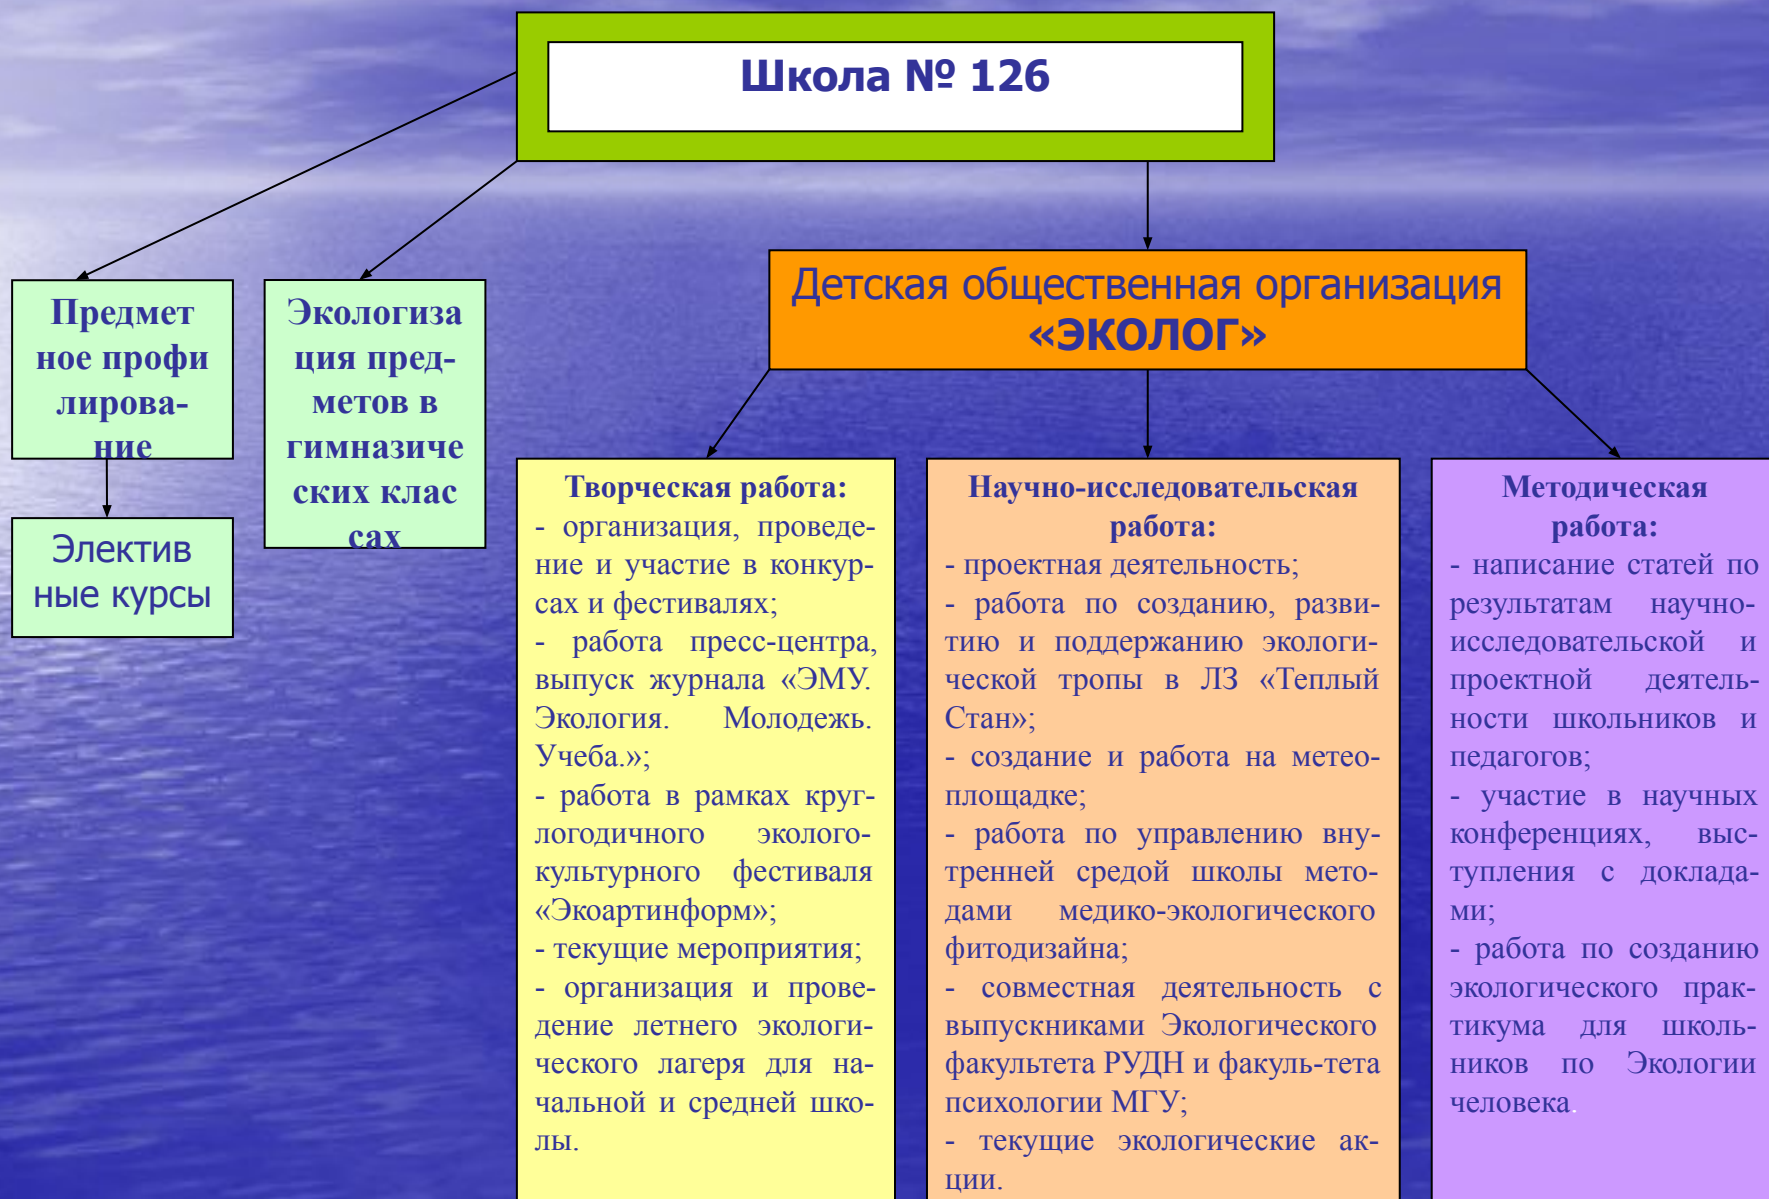 Школа № 126
Предмет
ное профи
лирова-
ние
Электив
ные курсы
Экологиза
ция пред-
метов в
гимназиче
ских клас
сах
Детская общественная организация
«ЭКОЛОГ»
Творческая работа:
- организация, проведе-
ние и участие в конкур-
сах и фестивалях;
- работа пресс-центра,
выпуск журнала «ЭМУ.
Экология. Молодежь.
Учеба.»;
- работа в рамках круг-
логодичного эколого-
культурного фестиваля
«Экоартинформ»;
- текущие мероприятия;
- организация и прове-
дение летнего экологи-
ческого лагеря для на-
чальной и средней шко-
лы.
Научно-исследовательская
работа:
- проектная деятельность;
- работа по созданию, разви-
тию и поддержанию экологи-
ческой тропы в ЛЗ «Теплый
Стан»;
- создание и работа на метео-
площадке;
- работа по управлению вну-
тренней средой школы мето-
дами медико-экологического
фитодизайна;
- совместная деятельность с
выпускниками Экологического
факультета РУДН и факуль-тета
психологии МГУ;
- текущие экологические ак-
ции.
Методическая
работа:
- написание статей по
результатам научно-
исследовательской и
проектной деятель-
ности школьников и
педагогов;
- участие в научных
конференциях, выс-
тупления с доклада-
ми;
- работа по созданию
экологического прак-
тикума для школь-
ников по Экологии
человека.